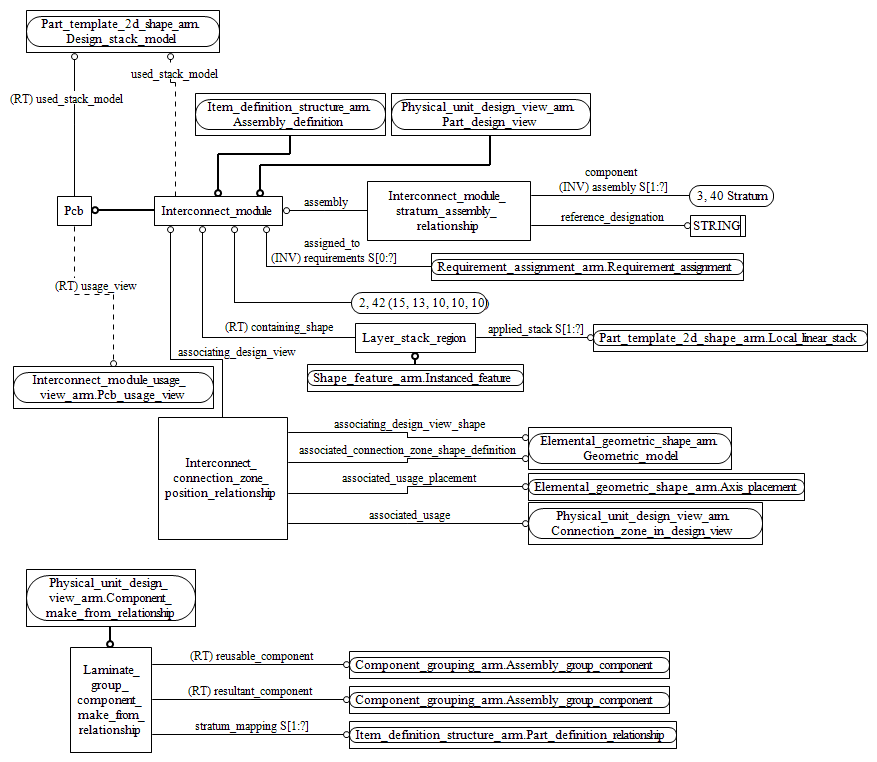 Part_template_2d_shape_arm.
Design_stack_model
used_stack_model
(RT) used_stack_model
Item_definition_structure_arm.
Assembly_definition
Physical_unit_design_view_arm.
Part_design_view
Pcb
Interconnect_module
assembly
Interconnect_module_
stratum_assembly_
relationship
component
(INV) assembly S[1:?]
3, 40 Stratum
reference_designation
STRING
assigned_to
(INV) requirements S[0:?]
Requirement_assignment_arm.Requirement_assignment
(RT) usage_view
2, 42 (15, 13, 10, 10, 10)
(RT) containing_shape
Layer_stack_region
applied_stack S[1:?]
Part_template_2d_shape_arm.Local_linear_stack
associating_design_view
Shape_feature_arm.Instanced_feature
Interconnect_module_usage_
view_arm.Pcb_usage_view
Interconnect_
connection_zone_
position_relationship
associating_design_view_shape
associated_connection_zone_shape_definition
Elemental_geometric_shape_arm.
Geometric_model
associated_usage_placement
Elemental_geometric_shape_arm.Axis_placement
associated_usage
Physical_unit_design_view_arm.
Connection_zone_in_design_view
Physical_unit_design_
view_arm.Component_
make_from_relationship
Laminate_
group_
component_
make_from_
relationship
(RT) reusable_component
Component_grouping_arm.Assembly_group_component
(RT) resultant_component
Component_grouping_arm.Assembly_group_component
stratum_mapping S[1:?]
Item_definition_structure_arm.Part_definition_relationship